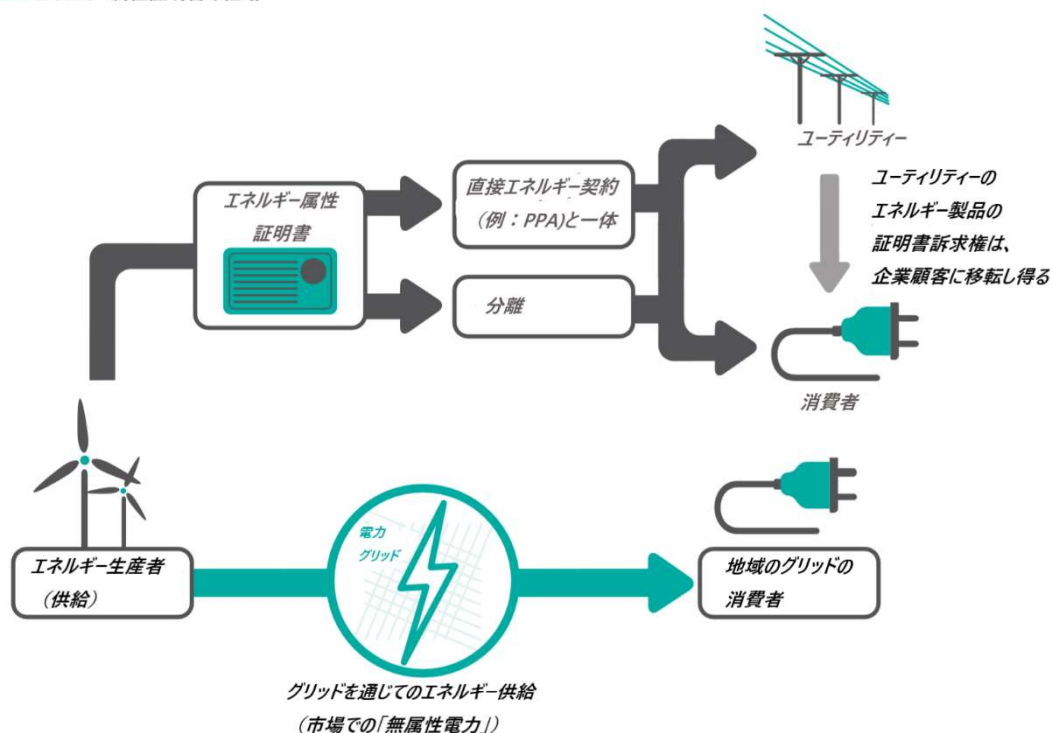 ユーティリティー
エネルギー属性
証明書
直接エネルギー契約
(例：PPA)と一体
分離
ユーティリティーの
エネルギー製品の
証明書訴求権は、
企業顧客に移転し得る
消費者
エネルギー生産者
(供給)
電力
グリッド
地域のグリッドの
消費者
グリッドを通じてのエネルギー供給
(市場での「無属性電力」)